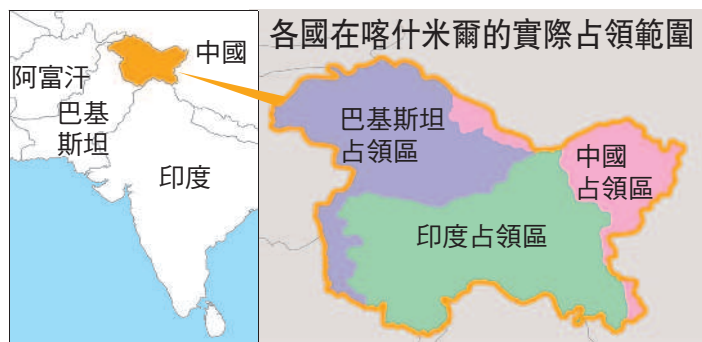 各國在喀什米爾的實際占領範圍
中國
阿富汗
巴基
斯坦
印度
巴基斯坦
占領區
中國
占領區
印度占領區